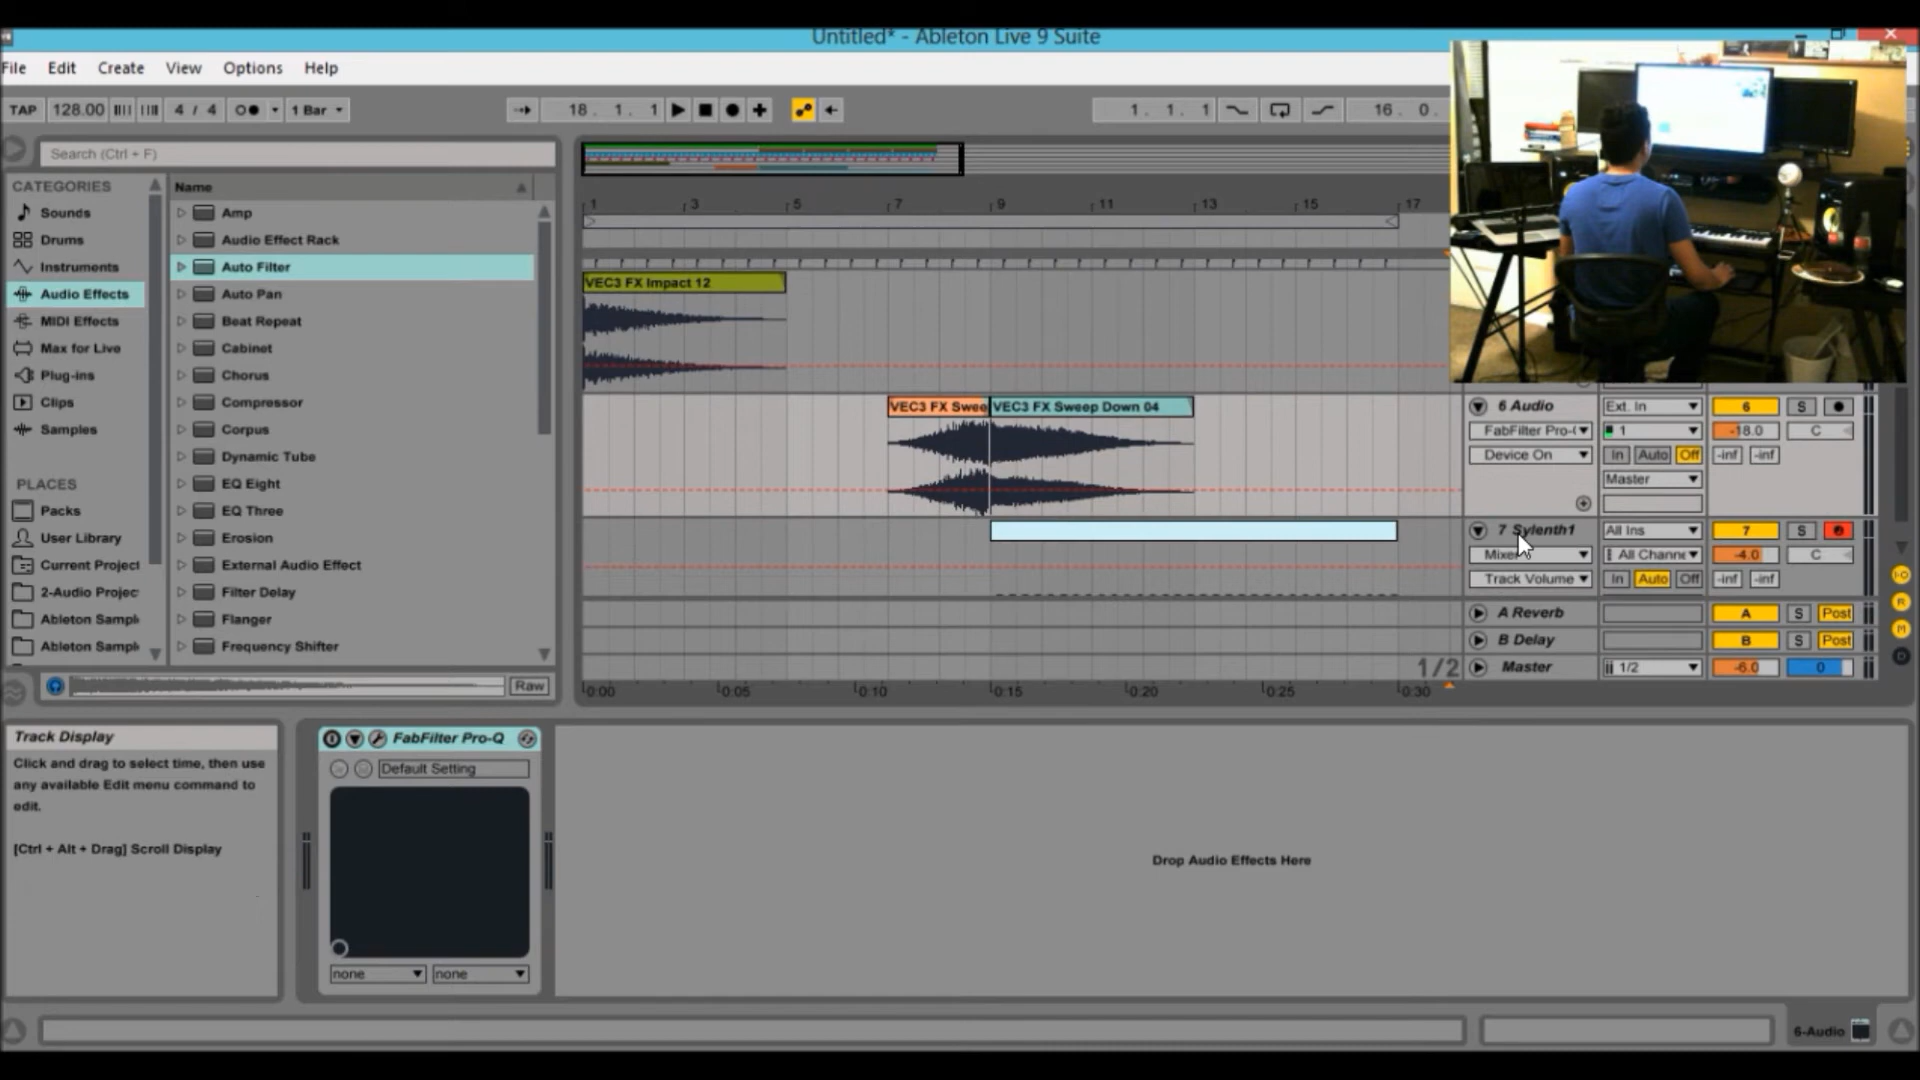 Untitled* - Ableton Live 9 Suite
File Edit Create View Options Help
TAP 128.00 4 / 4 1 Bar 18. 1. 1 1. 1. 1 16. 0.
Search (Ctrl + F)
CATEGORIES
Sounds
Drums
Instruments
Audio Effects
MIDI Effects
Max for Live
Plug-ins
Clips
Samples
PLACES
Packs
User Library
Current Project
2-Audio Projec
Ableton Sampl
Ableton Sampl
Name
Amp
Audio Effect Rack
Auto Filter
Auto Pan
Beat Repeat
Cabinet
Chorus
Compressor
Corpus
Dynamic Tube
EQ Eight
EQ Three
Erosion
External Audio Effect
Filter Delay
Flanger
Frequency Shifter
Raw
1 3 5 7 9 11 13 15 17
VEC3 FX Impact 12
VEC3 FX Swee VEC3 FX Sweep Down 04
6 Audio Ext. In 6 S
FabFilter Pro-( 1 -18.0 C
Device On In Auto Off -inf -inf
Master
7 Sylenth1 All Ins 7 S
Mixer All Channe -4.0 C
Track Volume In Auto Off -inf -inf
A Reverb A S Post
B Delay B S Post
1/2 Master 1/2 -6.0 0
0:00 0:05 0:10 0:15 0:20 0:25 0:30
Track Display
Click and drag to select time, then use
any available Edit menu command to
edit.
[Ctrl + Alt + Drag] Scroll Display
FabFilter Pro-Q
Default Setting
none none
Drop Audio Effects Here
6-Audio